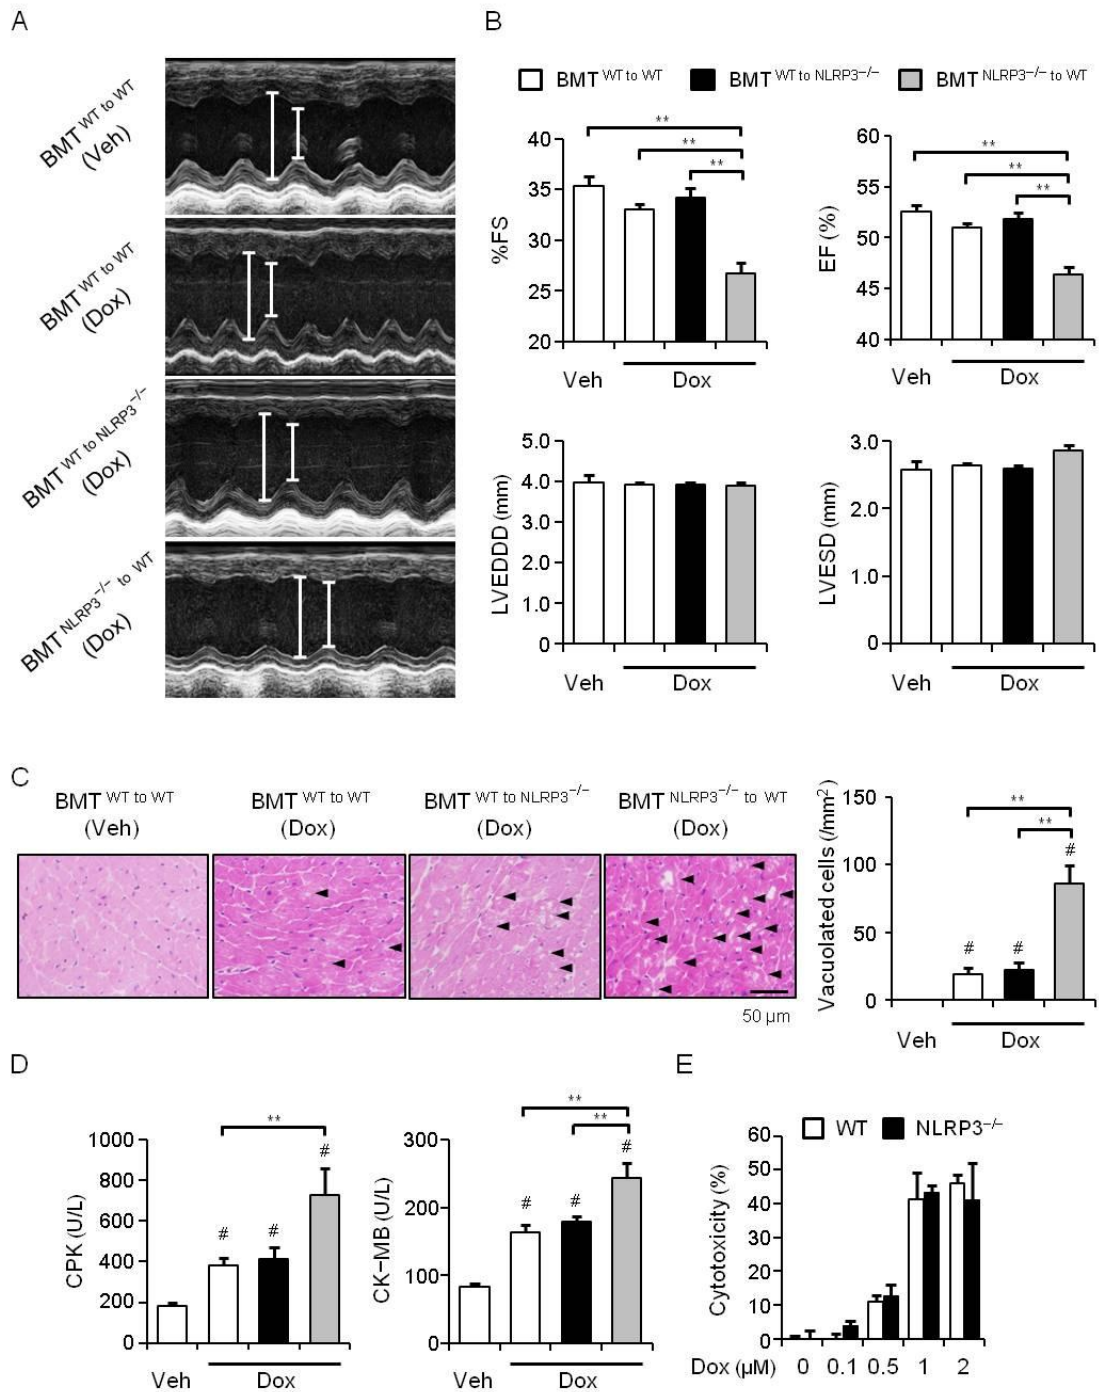 A
BMT WT to WT
(Veh)
BMT WT to WT
(Dox)
BMT WT to NLRP3−/−
(Dox)
BMT NLRP3−/− to WT
(Dox)
B
BMT WT to WT BMT WT to NLRP3−/− BMT NLRP3−/− to WT
%FS
40
35
30
25
20
**
**
**
Veh Dox
EF (%)
60
55
50
45
40
**
**
**
Veh Dox
LVEDDD (mm)
5.0
4.0
3.0
2.0
1.0
0
Veh Dox
LVESD (mm)
3.0
2.0
1.0
0
Veh Dox
C
BMT WT to WT
(Veh)
BMT WT to WT
(Dox)
BMT WT to NLRP3−/−
(Dox)
BMT NLRP3−/− to WT
(Dox)
50 µm
Vacuolated cells (/mm2)
150
100
50
0
**
**
# # #
Veh Dox
D
CPK (U/L)
1000
800
600
400
200
0
**
# # #
Veh Dox
CK−MB (U/L)
300
200
100
0
**
**
# # #
Veh Dox
E
WT NLRP3−/−
Cytotoxicity (%)
60
50
40
30
20
10
0
Dox (µM) 0 0.1 0.5 1 2